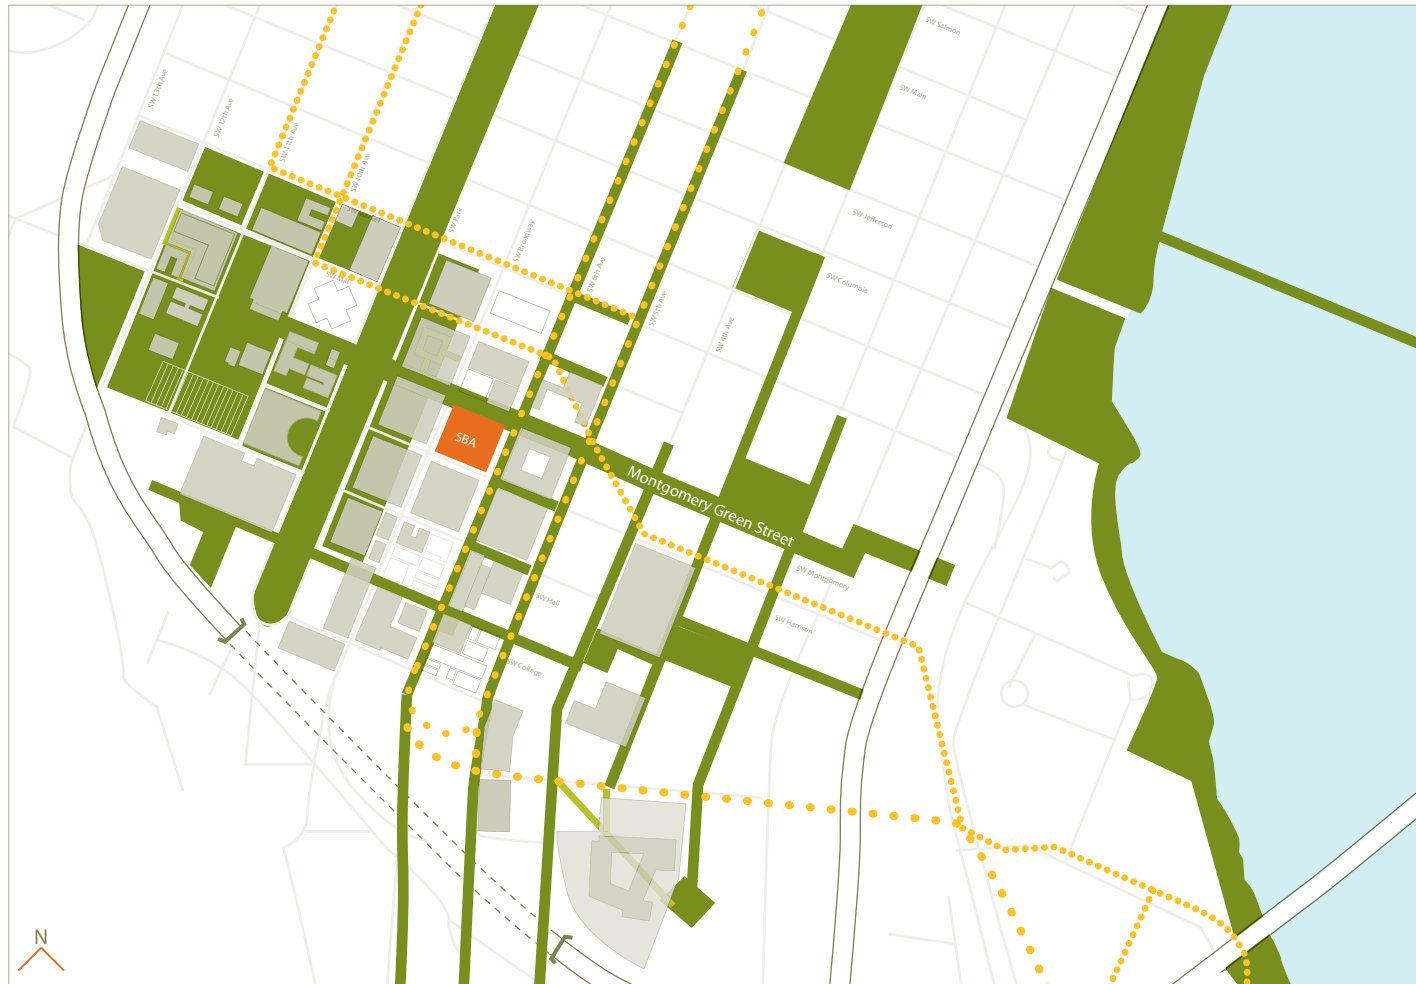 SW Salmon
SW Main
SW 13th Ave
SW 12th Ave
SW 11th Ave
SW 10th Ave
SW Jefferson
SW Park
SW Broadway
SW 6th Ave
SW Columbia
SW 5th Ave
SW 4th Ave
SW Mill
SBA
Montgomery Green Street
SW Montgomery
SW Hall
SW Harrison
SW College
N